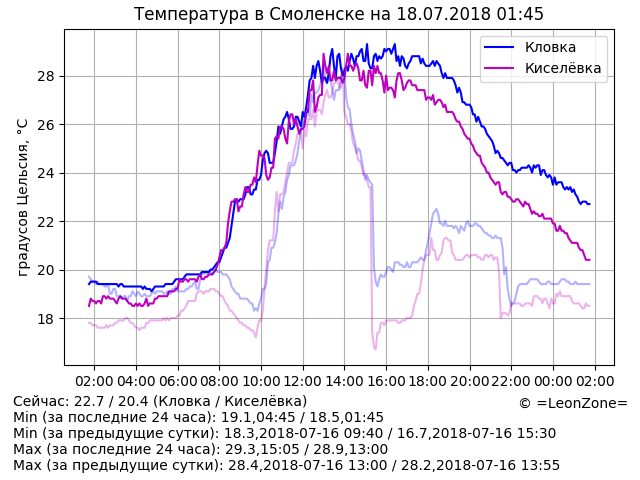 Температура в Смоленске на 18.07.2018 01:45
Кловка
Киселёвка
градусов Цельсия, °C
28
26
24
22
20
18
02:00 04:00 06:00 08:00 10:00 12:00 14:00 16:00 18:00 20:00 22:00 00:00 02:00
Сейчас: 22.7 / 20.4 (Кловка / Киселёвка)
© =LeonZone=
Min (за последние 24 часа): 19.1,04:45 / 18.5,01:45
Min (за предыдущие сутки): 18.3,2018-07-16 09:40 / 16.7,2018-07-16 15:30
Max (за последние 24 часа): 29.3,15:05 / 28.9,13:00
Max (за предыдущие сутки): 28.4,2018-07-16 13:00 / 28.2,2018-07-16 13:55